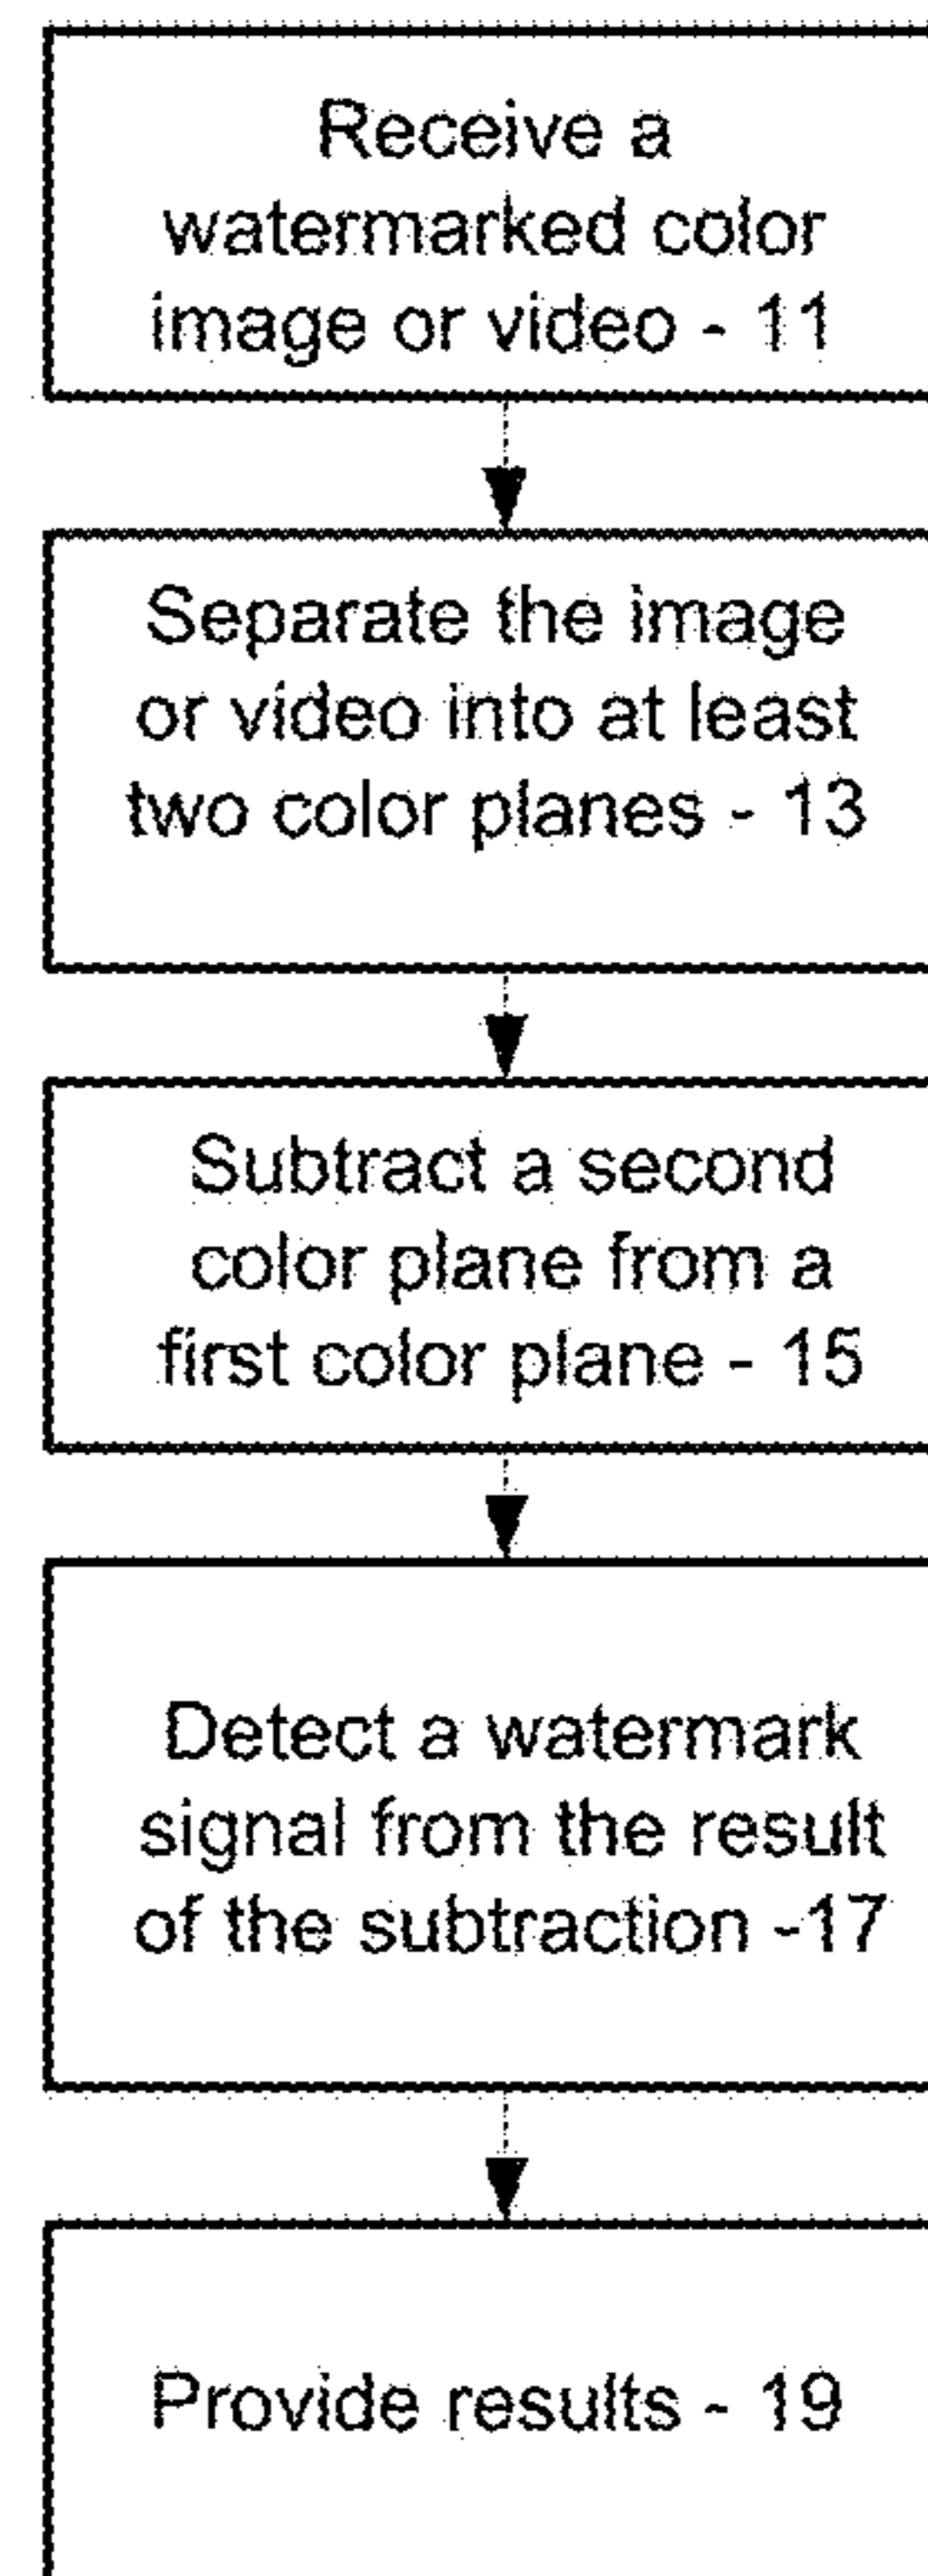 Receive a
watermarked color
image or video - 11
Separate the image
or video into at least
two color planes - 13
Subtract a second
color plane from a
first color plane - 15
Detect a watermark
signal from the result
of the subtraction -17
Provide results - 19